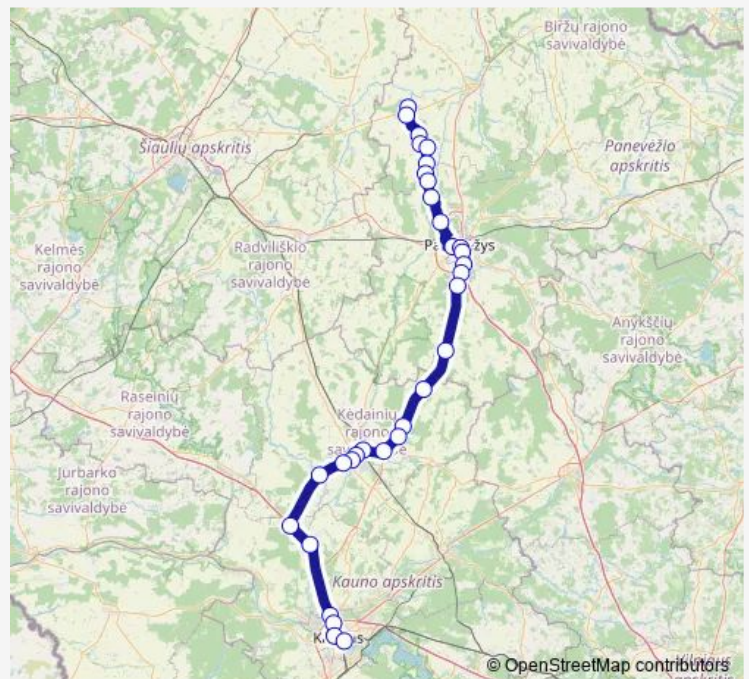 Biržų rajono
savivaldybė
Šiaulių apskritis
Panevėžio
apskritis
Kelmės
rajono
savivaldybė
Radviliškio
rajono
savivaldybė
Anykščių
rajono
savivaldybė
Raseinių
rajono
savivaldybė
Kėdainių
rajono
Jurbarko
rajono
savivaldybė
Kauno apskritis
© OpenStreetMap contributors